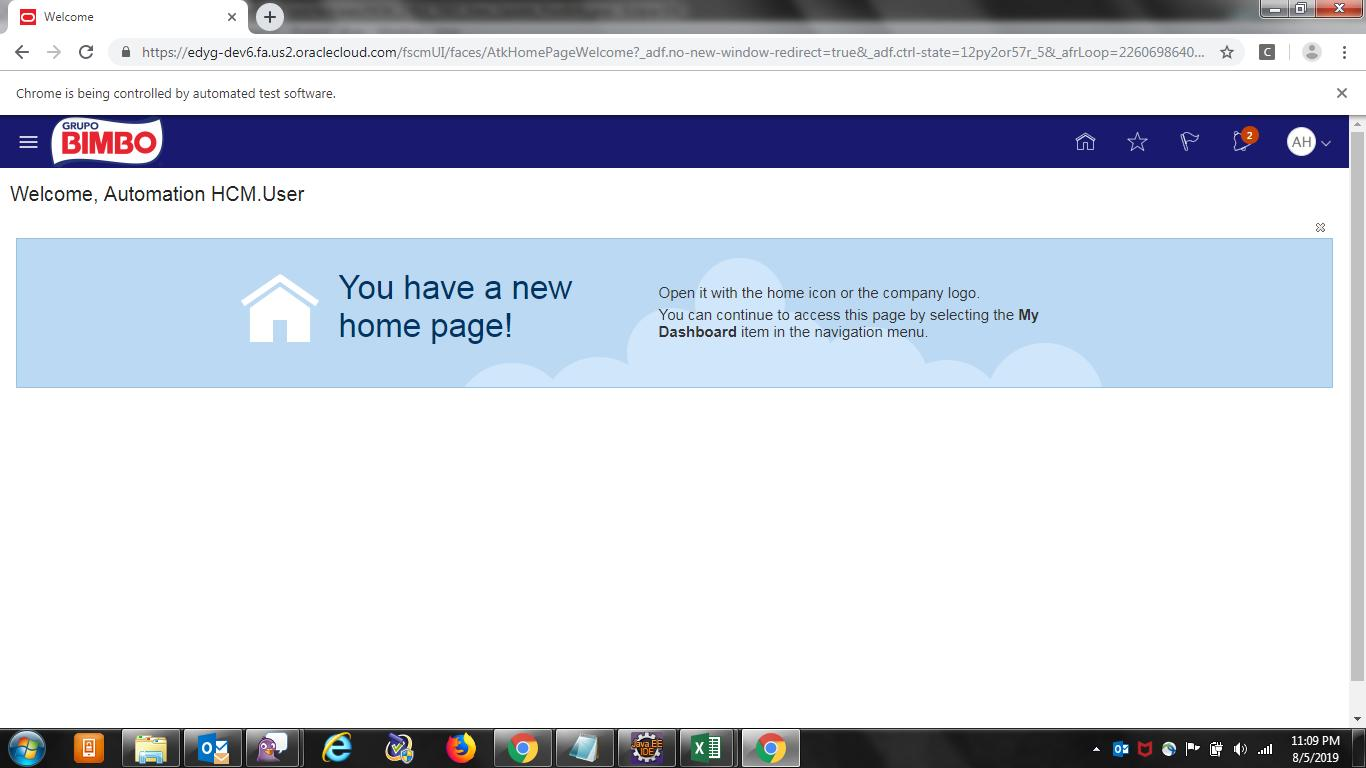 Welcome
https://edyg-dev6.fa.us2.oraclecloud.com/fscmUI/faces/AtkHomePageWelcome?_adf.no-new-window-redirect=true&_adf.ctrl-state=12py2or57r_5&_afrLoop=2260698640...
C
Chrome is being controlled by automated test software.
GRUPO
BIMBO
2
AH
Welcome, Automation HCM.User
You have a new
home page!
Open it with the home icon or the company logo.
You can continue to access this page by selecting the My
Dashboard item in the navigation menu.
Java EE
IDE
11:09 PM
8/5/2019